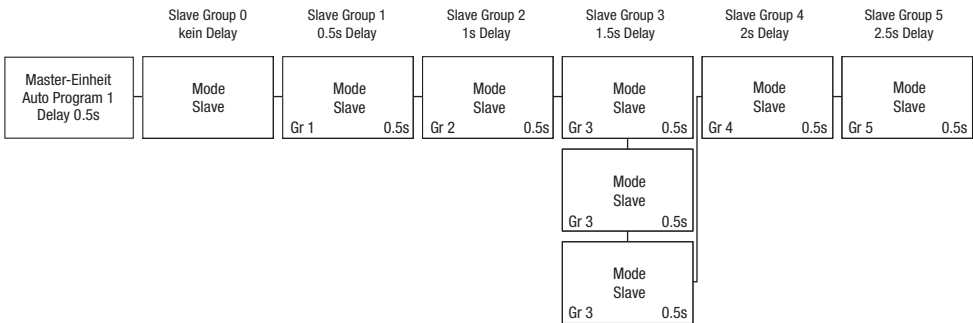 Slave Group 0
kein Delay
Slave Group 1
0.5s Delay
Slave Group 2
1s Delay
Slave Group 3
1.5s Delay
Slave Group 4
2s Delay
Slave Group 5
2.5s Delay
Master-Einheit
Auto Program 1
Delay 0.5s
Mode
Slave
Mode
Slave
Gr 1 0.5s
Mode
Slave
Gr 2 0.5s
Mode
Slave
Gr 3 0.5s
Mode
Slave
Gr 4 0.5s
Mode
Slave
Gr 5 0.5s
Mode
Slave
Gr 3 0.5s
Mode
Slave
Gr 3 0.5s